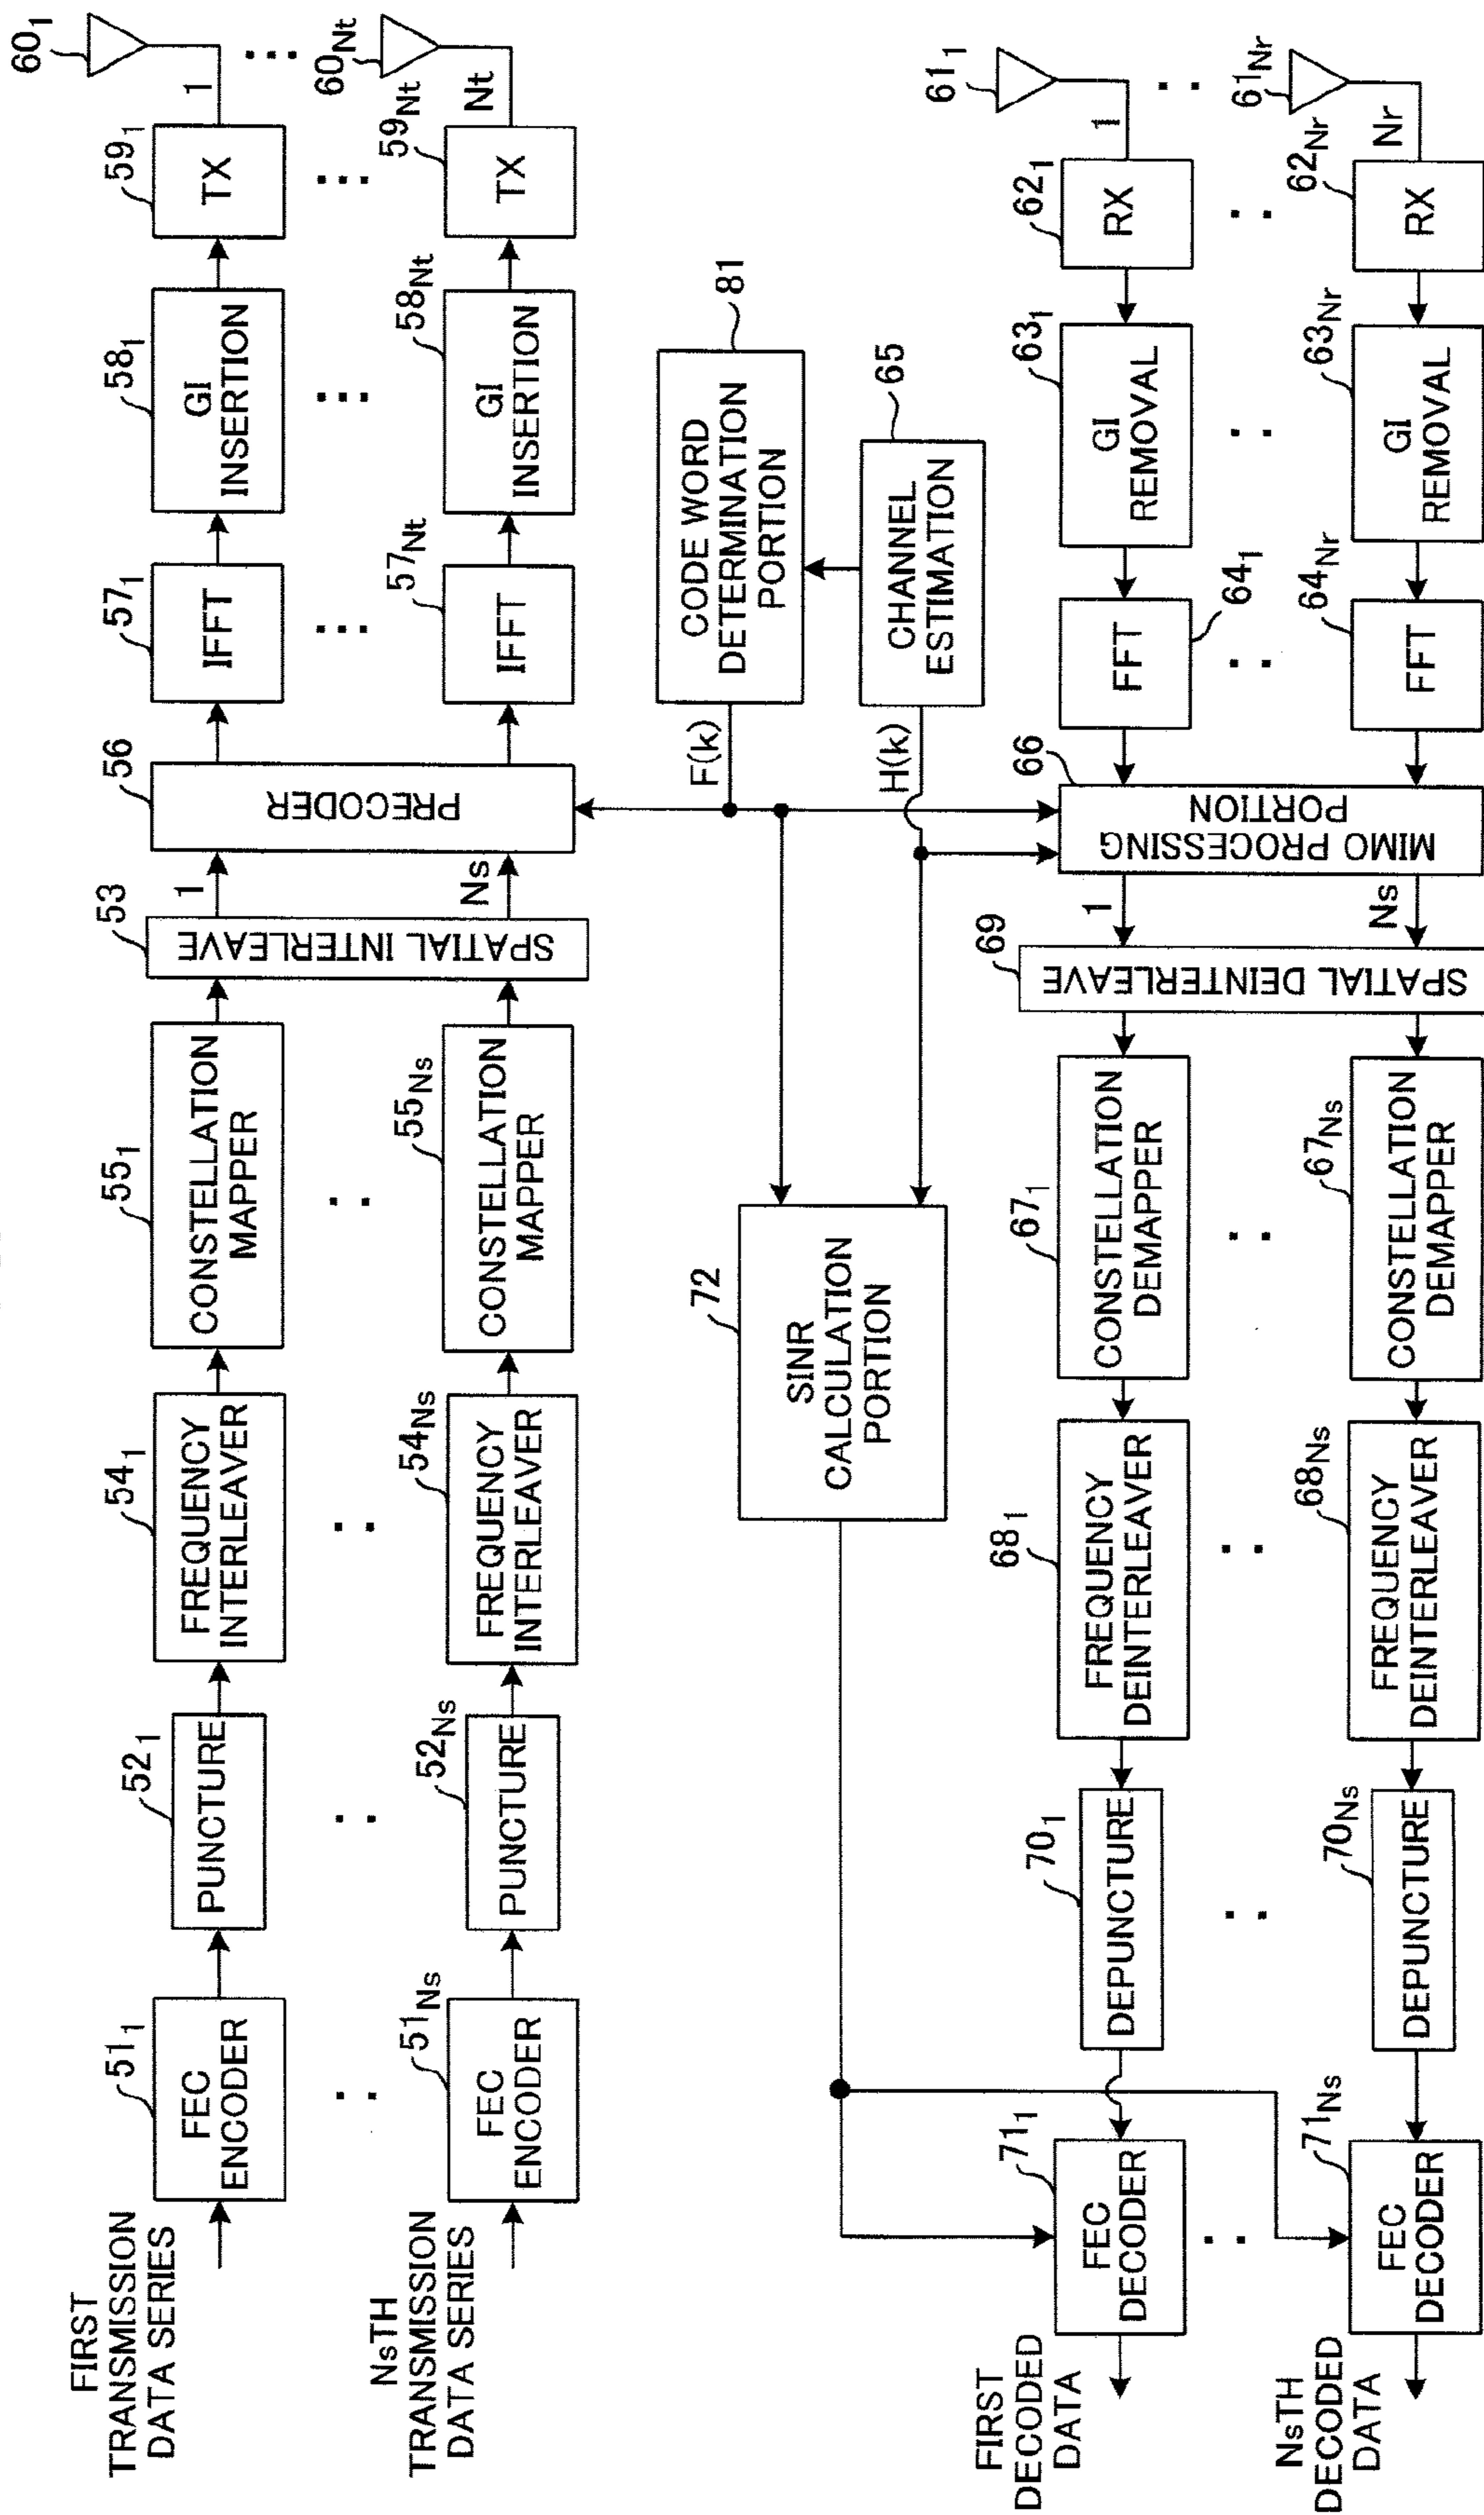 FIRST
TRANSMISSION
DATA SERIES
51₁
FEC
ENCODER
52₁
PUNCTURE
54₁
FREQUENCY
INTERLEAVER
55₁
CONSTELLATION
MAPPER
53
SPATIAL INTERLEAVE
1
Ns
56
PRECODER
57₁
IFFT
58₁
GI
INSERTION
59₁
TX
1
60₁
NsTH
TRANSMISSION
DATA SERIES
51Ns
FEC
ENCODER
52Ns
PUNCTURE
54Ns
FREQUENCY
INTERLEAVER
55Ns
CONSTELLATION
MAPPER
57Nt
IFFT
58Nt
GI
INSERTION
59Nt
TX
Nt
60Nt
72
SINR
CALCULATION
PORTION
F(k)
CODE WORD
DETERMINATION
PORTION
81
H(k)
CHANNEL
ESTIMATION
65
FIRST
DECODED
DATA
71₁
FEC
DECODER
70₁
DEPUNCTURE
68₁
FREQUENCY
DEINTERLEAVER
67₁
CONSTELLATION
DEMAPPER
69
SPATIAL DEINTERLEAVE
1
Ns
66
MIMO PROCESSING
PORTION
64₁
FFT
63₁
GI
REMOVAL
62₁
RX
1
61₁
NsTH
DECODED
DATA
71Ns
FEC
DECODER
70Ns
DEPUNCTURE
68Ns
FREQUENCY
DEINTERLEAVER
67Ns
CONSTELLATION
DEMAPPER
64Nr
FFT
63Nr
GI
REMOVAL
62Nr
RX
Nr
61Nr